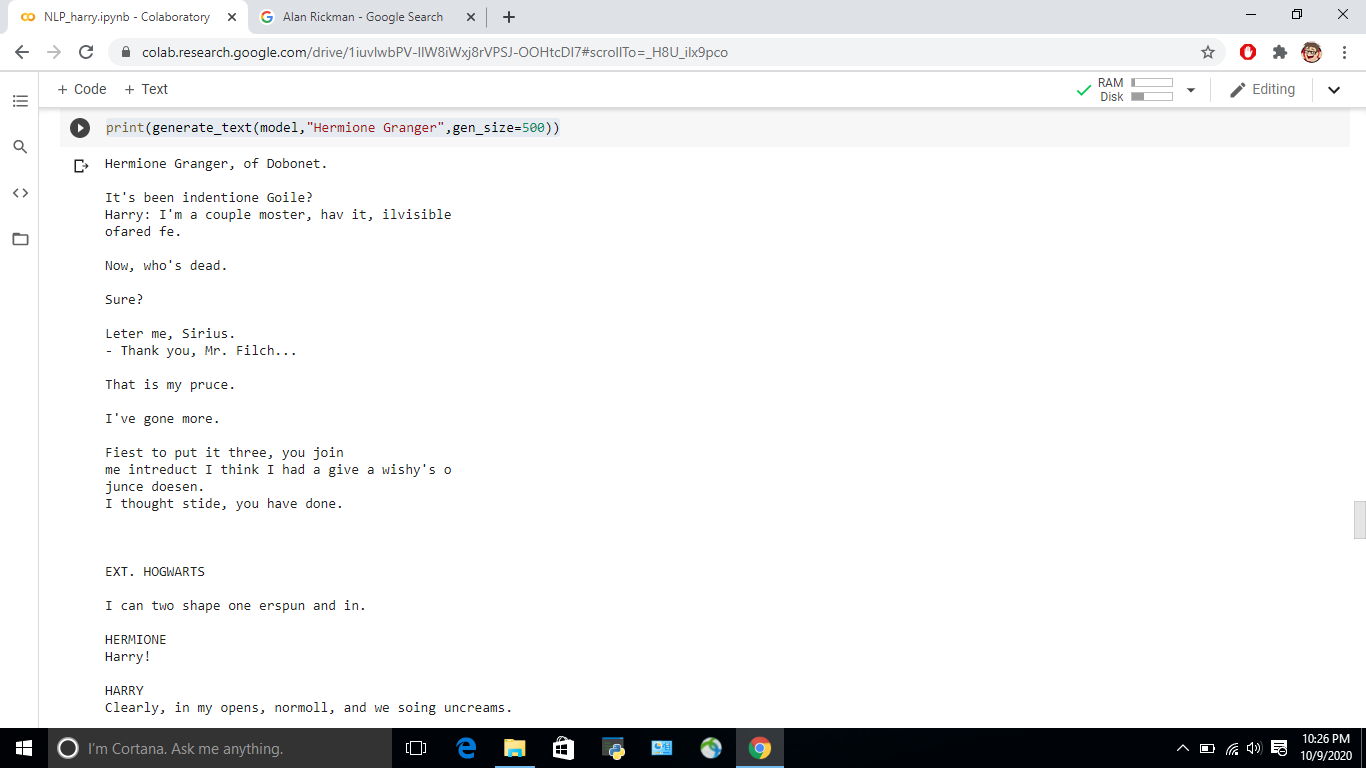 NLP_harry.ipynb - Colaboratory
Alan Rickman - Google Search
colab.research.google.com/drive/1iuvlwbPV-IIW8iWxj8rVPSJ-OOHtcDI7#scrollTo=_H8U_ilx9pco
+ Code + Text
RAM
Disk
Editing
print(generate_text(model,"Hermione Granger",gen_size=500))
Hermione Granger, of Dobonet.
It's been indentione Goile?
Harry: I'm a couple moster, hav it, ilvisible
ofared fe.
Now, who's dead.
Sure?
Leter me, Sirius.
- Thank you, Mr. Filch...
That is my pruce.
I've gone more.
Fiest to put it three, you join
me intreduct I think I had a give a wishy's o
junce doesen.
I thought stide, you have done.
EXT. HOGWARTS
I can two shape one erspun and in.
HERMIONE
Harry!
HARRY
Clearly, in my opens, normoll, and we soing uncreams.
I'm Cortana. Ask me anything.
10:26 PM
10/9/2020